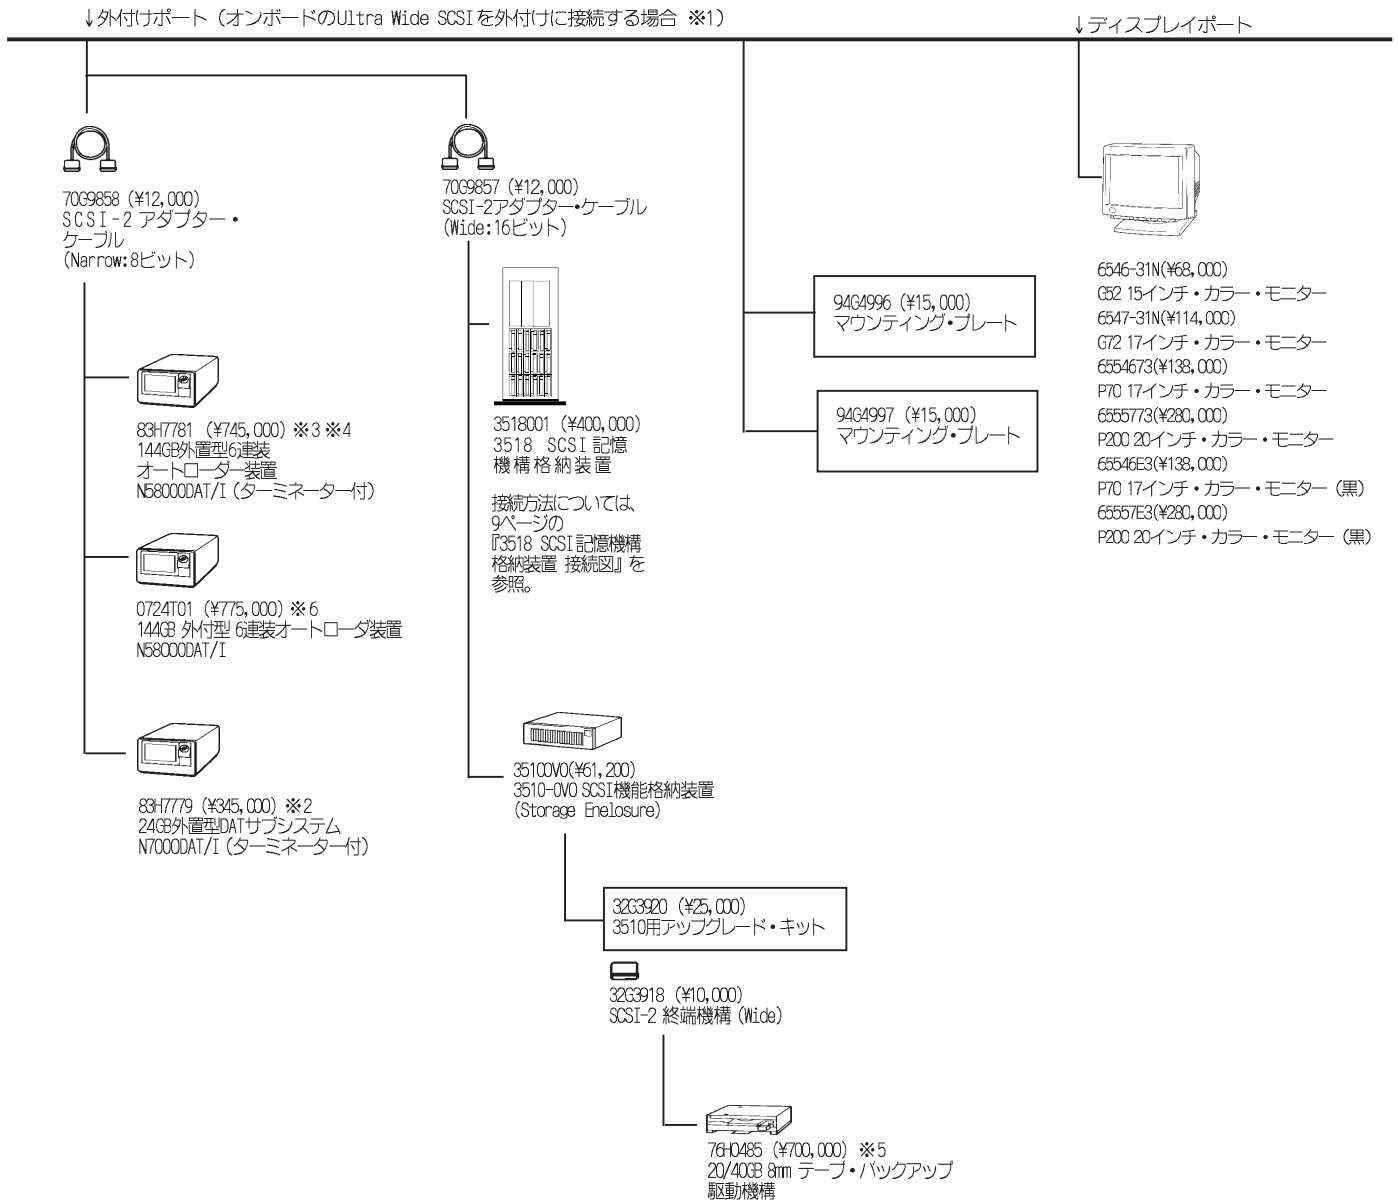 ↓外付けポート（オンボードのUltra Wide SCSIを外付けに接続する場合 ※1）
↓ディスプレイポート
70G9858（¥12,000）
SCSI-2 アダプター・
ケーブル
（Narrow:8ビット）
83H7781（¥745,000）※3 ※4
144GB外置型6連装
オートローダー装置
N58000DAT/I（ターミネーター付）
0724T01（¥775,000）※6
144GB 外付型 6連装オートローダ装置
N58000DAT/I
83H7779（¥345,000）※2
24GB外置型DATサブシステム
N7000DAT/I（ターミネーター付）
70G9857（¥12,000）
SCSI-2アダプター・ケーブル
（Wide:16ビット）
3518001（¥400,000）
3518 SCSI 記憶
機構格納装置
接続方法については、
9ページの
『3518 SCSI 記憶機構
格納装置 接続図』を
参照。
35100V0(¥61,200)
3510-0V0 SCSI機能格納装置
(Storage Enelosure)
32G3920（¥25,000）
3510用アップグレード・キット
32G3918（¥10,000）
SCSI-2 終端機構（Wide）
76H0485（¥700,000）※5
20/40GB 8mm テープ・バックアップ
駆動機構
94G4996（¥15,000）
マウンティング・プレート
94G4997（¥15,000）
マウンティング・プレート
6546-31N(¥68,000)
G52 15インチ・カラー・モニター
6547-31N(¥114,000)
G72 17インチ・カラー・モニター
6554673(¥138,000)
P70 17インチ・カラー・モニター
6555773(¥280,000)
P200 20インチ・カラー・モニター
65546E3(¥138,000)
P70 17インチ・カラー・モニター（黒）
65557E3(¥280,000)
P200 20インチ・カラー・モニター（黒）